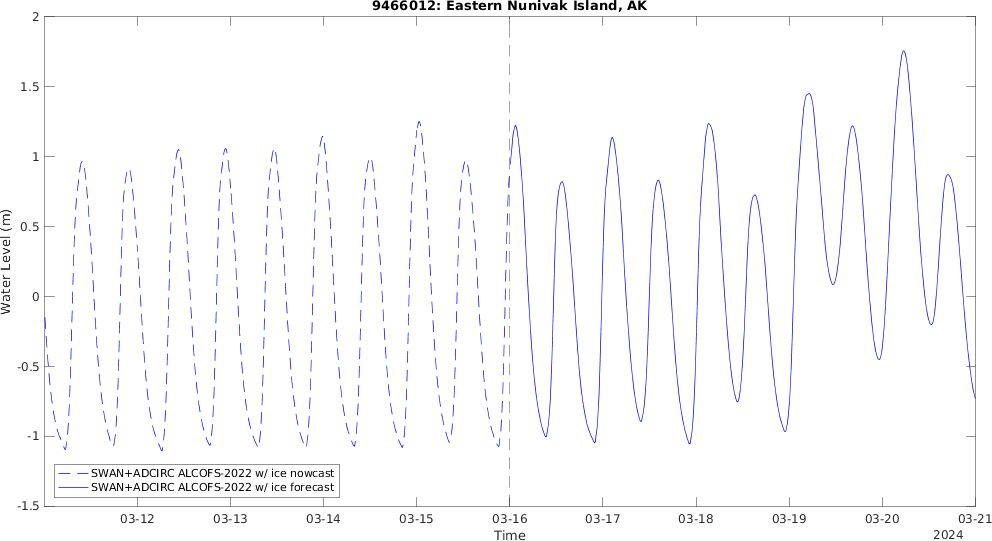 9466012: Eastern Nunivak Island, AK
2
1.5
1
0.5
0
-0.5
-1
-1.5
Water Level (m)
SWAN+ADCIRC ALCOFS-2022 w/ ice nowcast
SWAN+ADCIRC ALCOFS-2022 w/ ice forecast
03-12 03-13 03-14 03-15 03-16 03-17 03-18 03-19 03-20 03-21
Time
2024